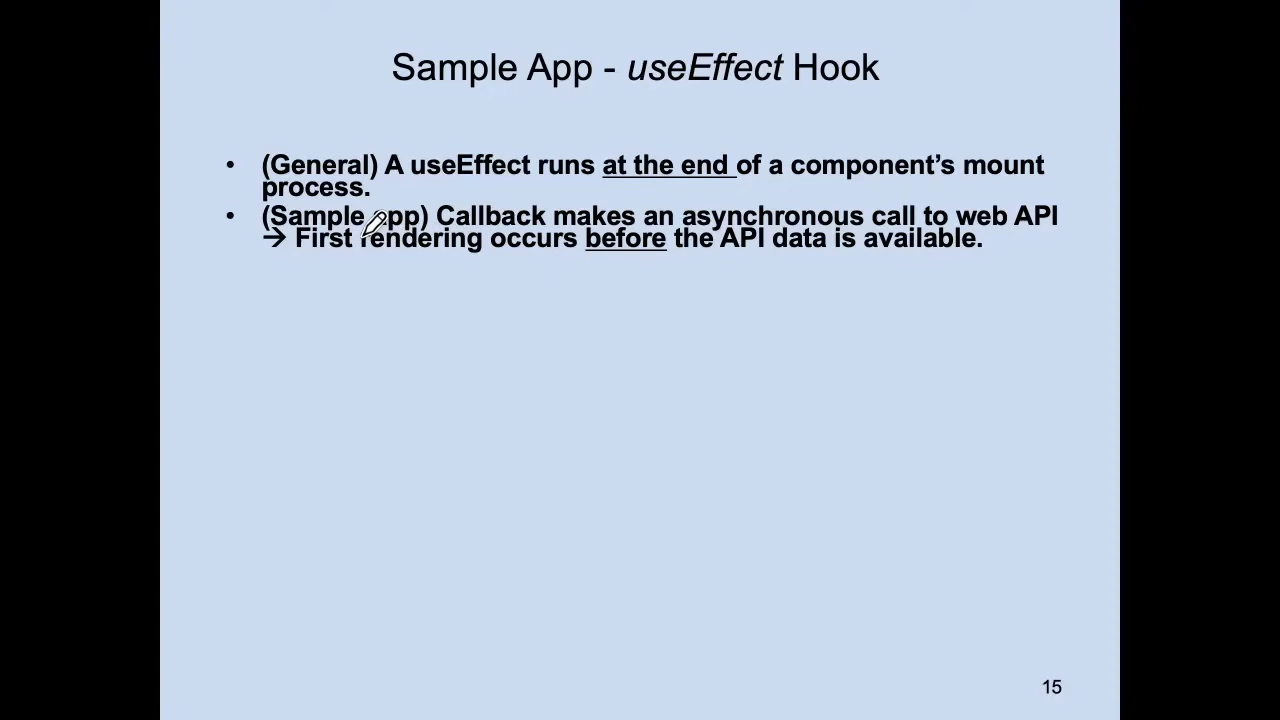 Sample App - useEffect Hook
• (General) A useEffect runs at the end of a component's mount
process.
• (Sample App) Callback makes an asynchronous call to web API
→ First rendering occurs before the API data is available.
15